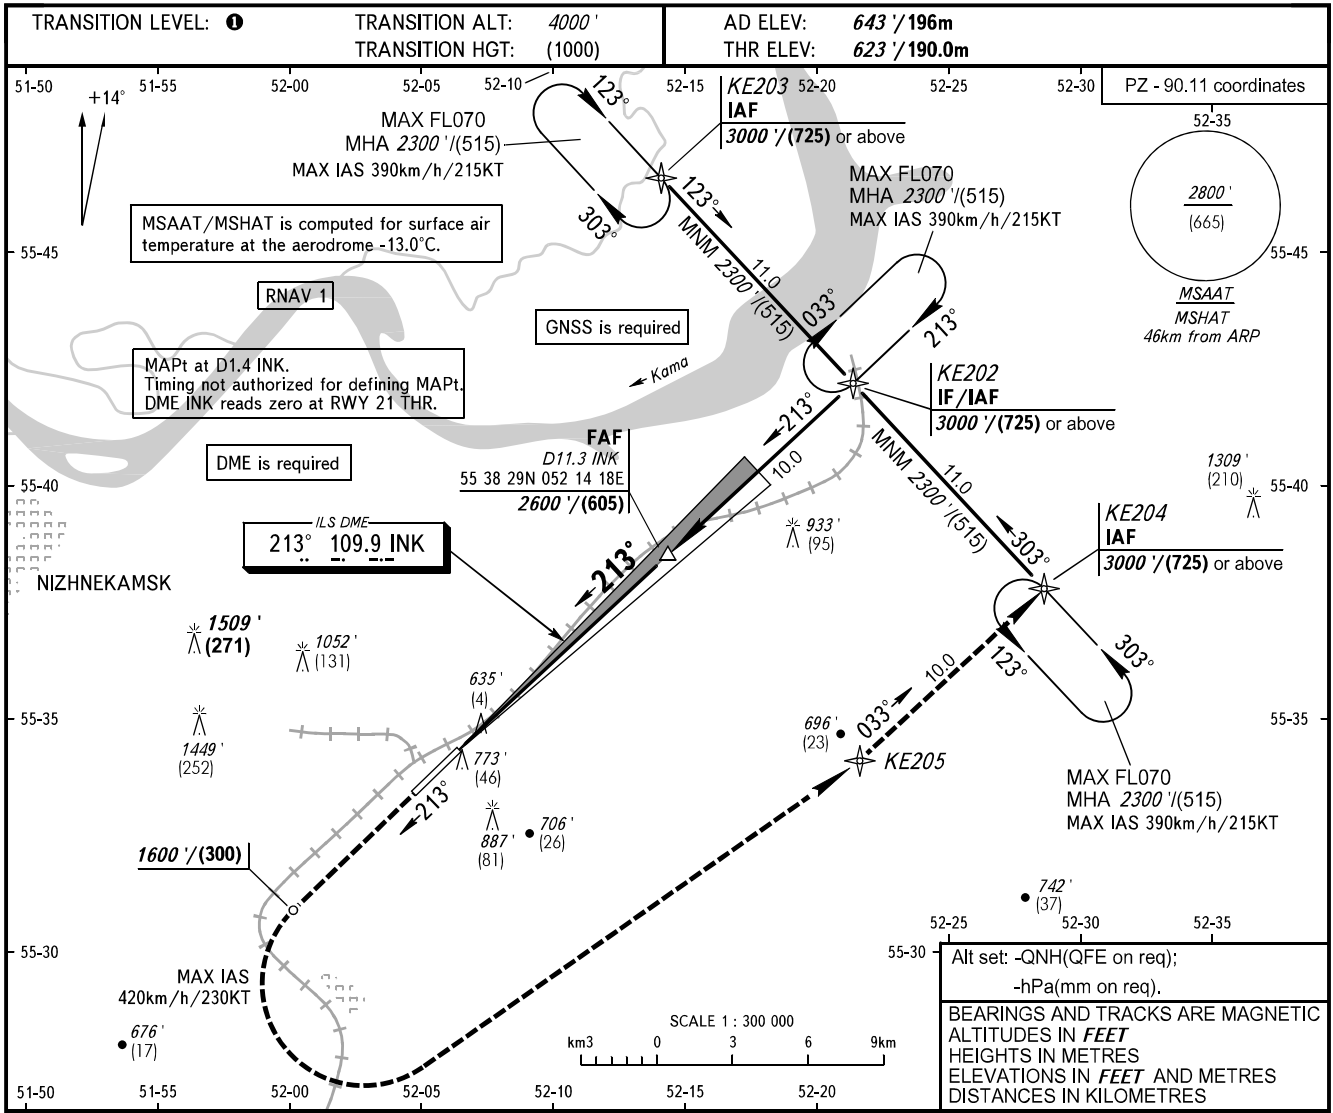 TRANSITION LEVEL: ❶
TRANSITION ALT: 4000 '
TRANSITION HGT: (1000)
AD ELEV: 643 '/196m
THR ELEV: 623 '/190.0m
51-50 51-55 52-00 52-05 52-10 52-15 52-20 52-25 52-30
PZ - 90.11 coordinates
52-35
+14°
MAX FL070
MHA 2300 '/(515)
MAX IAS 390km/h/215KT
123°
303°
KE203
IAF
3000 '/(725) or above
123°
MNM 2300 '/(515)
11.0
MAX FL070
MHA 2300 '/(515)
MAX IAS 390km/h/215KT
033°
213°
2800 '
(665)
MSAAT
MSHAT
46km from ARP
MSAAT/MSHAT is computed for surface air
temperature at the aerodrome -13.0°C.
55-45
55-45
RNAV 1
GNSS is required
MAPt at D1.4 INK.
Timing not authorized for defining MAPt.
DME INK reads zero at RWY 21 THR.
Kama
KE202
IF/IAF
3000 '/(725) or above
213°
10.0
DME is required
FAF
D11.3 INK
55 38 29N 052 14 18E
2600 '/(605)
MNM 2300 '/(515)
11.0
1309 '
(210)
55-40
55-40
933 '
(95)
ILS DME
213° 109.9 INK
213°
303°
KE204
IAF
3000 '/(725) or above
NIZHNEKAMSK
1509 '
(271)
1052 '
(131)
635 '
(4)
123°
303°
10.0
033°
55-35
55-35
1449 '
(252)
696 '
(23)
KE205
773 '
(46)
213°
MAX FL070
MHA 2300 '/(515)
MAX IAS 390km/h/215KT
887 '
(81)
706 '
(26)
1600 '/(300)
742 '
(37)
52-25 52-30 52-35
55-30
55-30
MAX IAS
420km/h/230KT
676 '
(17)
SCALE 1 : 300 000
km3 0 3 6 9km
51-50 51-55 52-00 52-05 52-10 52-15 52-20
Alt set: -QNH(QFE on req);
-hPa(mm on req).
BEARINGS AND TRACKS ARE MAGNETIC
ALTITUDES IN FEET
HEIGHTS IN METRES
ELEVATIONS IN FEET AND METRES
DISTANCES IN KILOMETRES